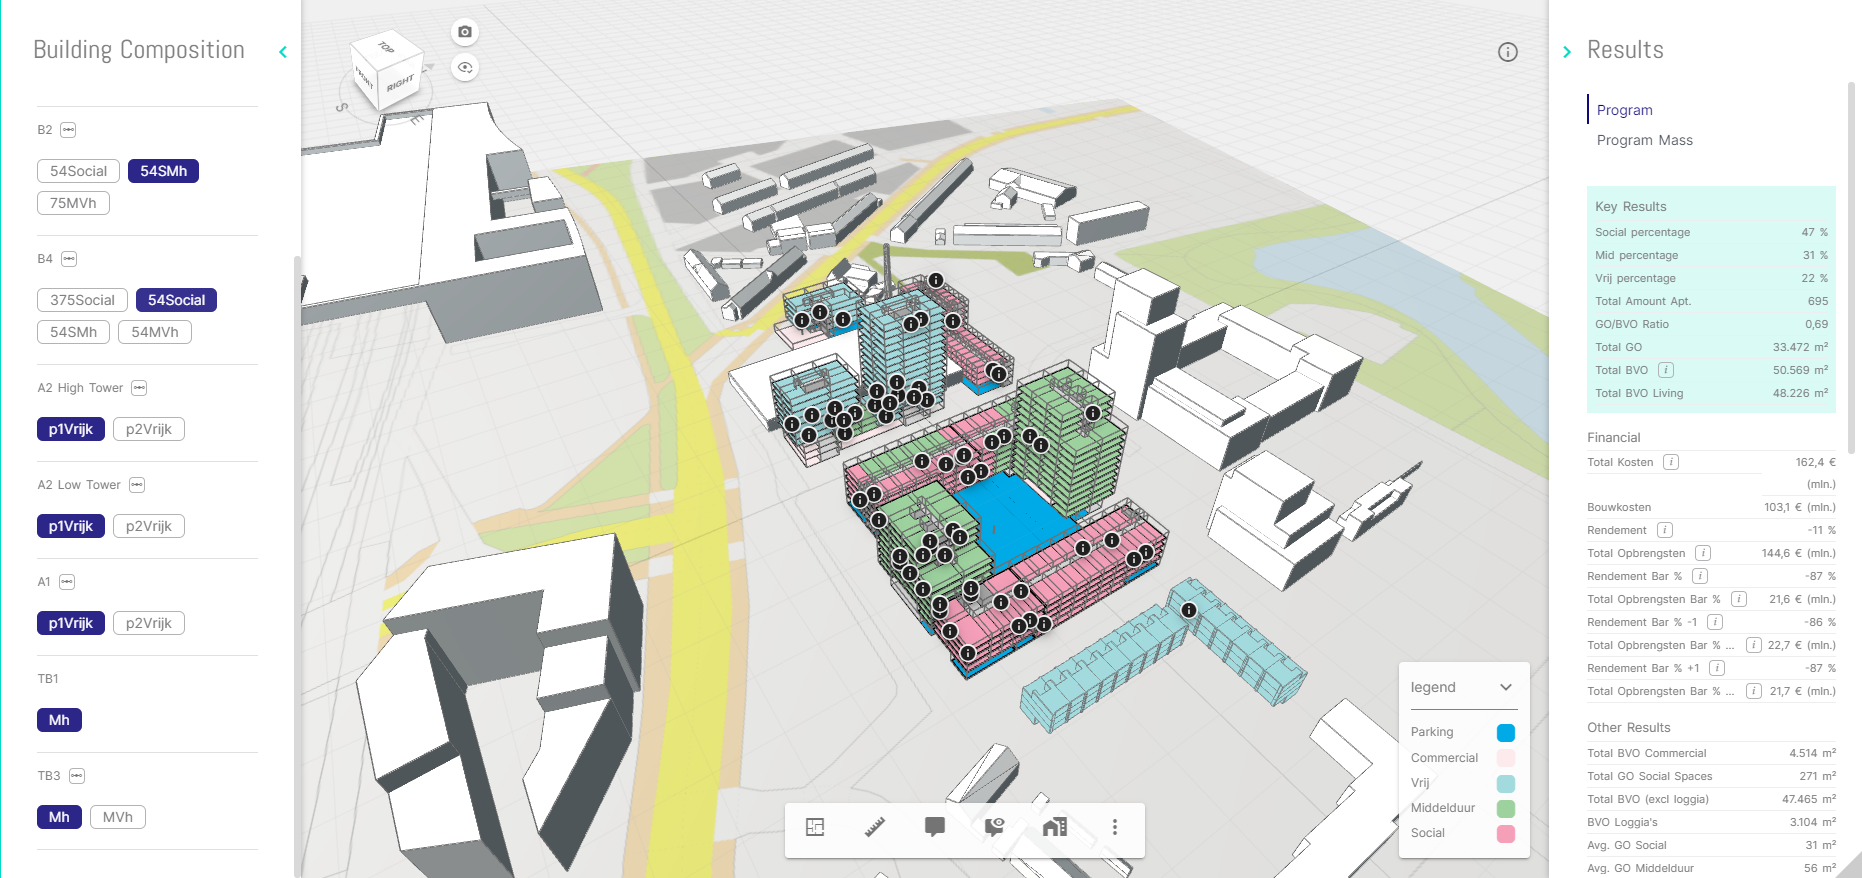 Building Composition
B2
54Social
54SMh
75MVh
B4
375Social
54Social
54SMh
54MVh
A2 High Tower
p1Vrijk
p2Vrijk
A2 Low Tower
p1Vrijk
p2Vrijk
A1
p1Vrijk
p2Vrijk
TB1
Mh
TB3
Mh
MVh
TOP
FRONT
RIGHT
S
E
legend
Parking
Commercial
Vrij
Middelduur
Social
Results
Program
Program Mass
Key Results
Social percentage 47 %
Mid percentage 31 %
Vrij percentage 22 %
Total Amount Apt. 695
GO/BVO Ratio 0,69
Total GO 33.472 m²
Total BVO i 50.569 m²
Total BVO Living 48.226 m²
Financial
Total Kosten i 162,4 €
(mln.)
Bouwkosten 103,1 € (mln.)
Rendement i -11 %
Total Opbrengsten i 144,6 € (mln.)
Rendement Bar % i -87 %
Total Opbrengsten Bar % i 21,6 € (mln.)
Rendement Bar % -1 i -86 %
Total Opbrengsten Bar % ... i 22,7 € (mln.)
Rendement Bar % +1 i -87 %
Total Opbrengsten Bar % ... i 21,7 € (mln.)
Other Results
Total BVO Commercial 4.514 m²
Total GO Social Spaces 271 m²
Total BVO (excl loggia) 47.465 m²
BVO Loggia's 3.104 m²
Avg. GO Social 31 m²
Avg. GO Middelduur 56 m²